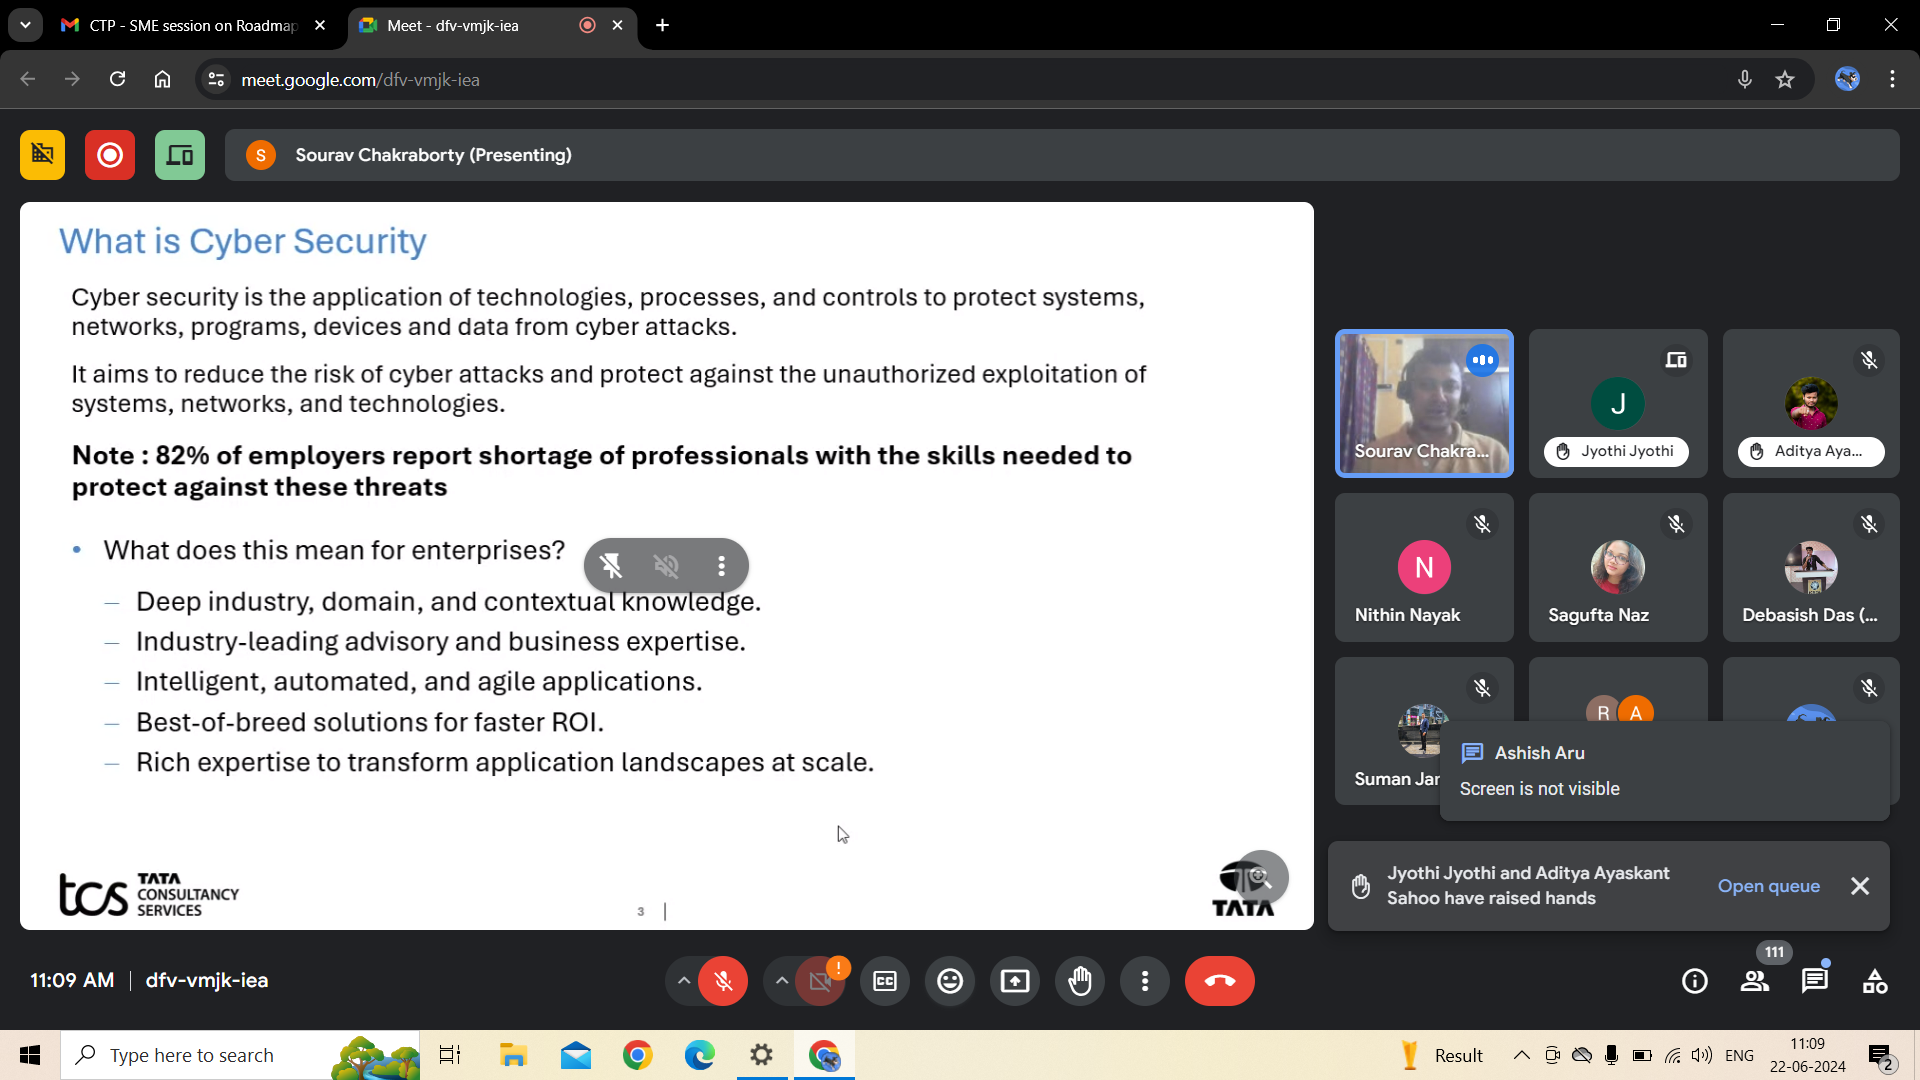 CTP - SME session on Roadmap
Meet - dfv-vmjk-iea
meet.google.com/dfv-vmjk-iea
S
Sourav Chakraborty (Presenting)
What is Cyber Security
Cyber security is the application of technologies, processes, and controls to protect systems,
networks, programs, devices and data from cyber attacks.
It aims to reduce the risk of cyber attacks and protect against the unauthorized exploitation of
systems, networks, and technologies.
Note : 82% of employers report shortage of professionals with the skills needed to
protect against these threats
• What does this mean for enterprises?
– Deep industry, domain, and contextual knowledge.
– Industry-leading advisory and business expertise.
– Intelligent, automated, and agile applications.
– Best-of-breed solutions for faster ROI.
– Rich expertise to transform application landscapes at scale.
tcs TATA
CONSULTANCY
SERVICES
3
TATA
Sourav Chakra...
J
Jyothi Jyothi
Aditya Aya...
N
Nithin Nayak
Sagufta Naz
Debasish Das (...
Suman Jan
R A
Ashish Aru
Screen is not visible
Jyothi Jyothi and Aditya Ayaskant
Sahoo have raised hands
Open queue
11:09 AM | dfv-vmjk-iea
!
CC
111
Type here to search
Result
ENG
11:09
22-06-2024
2